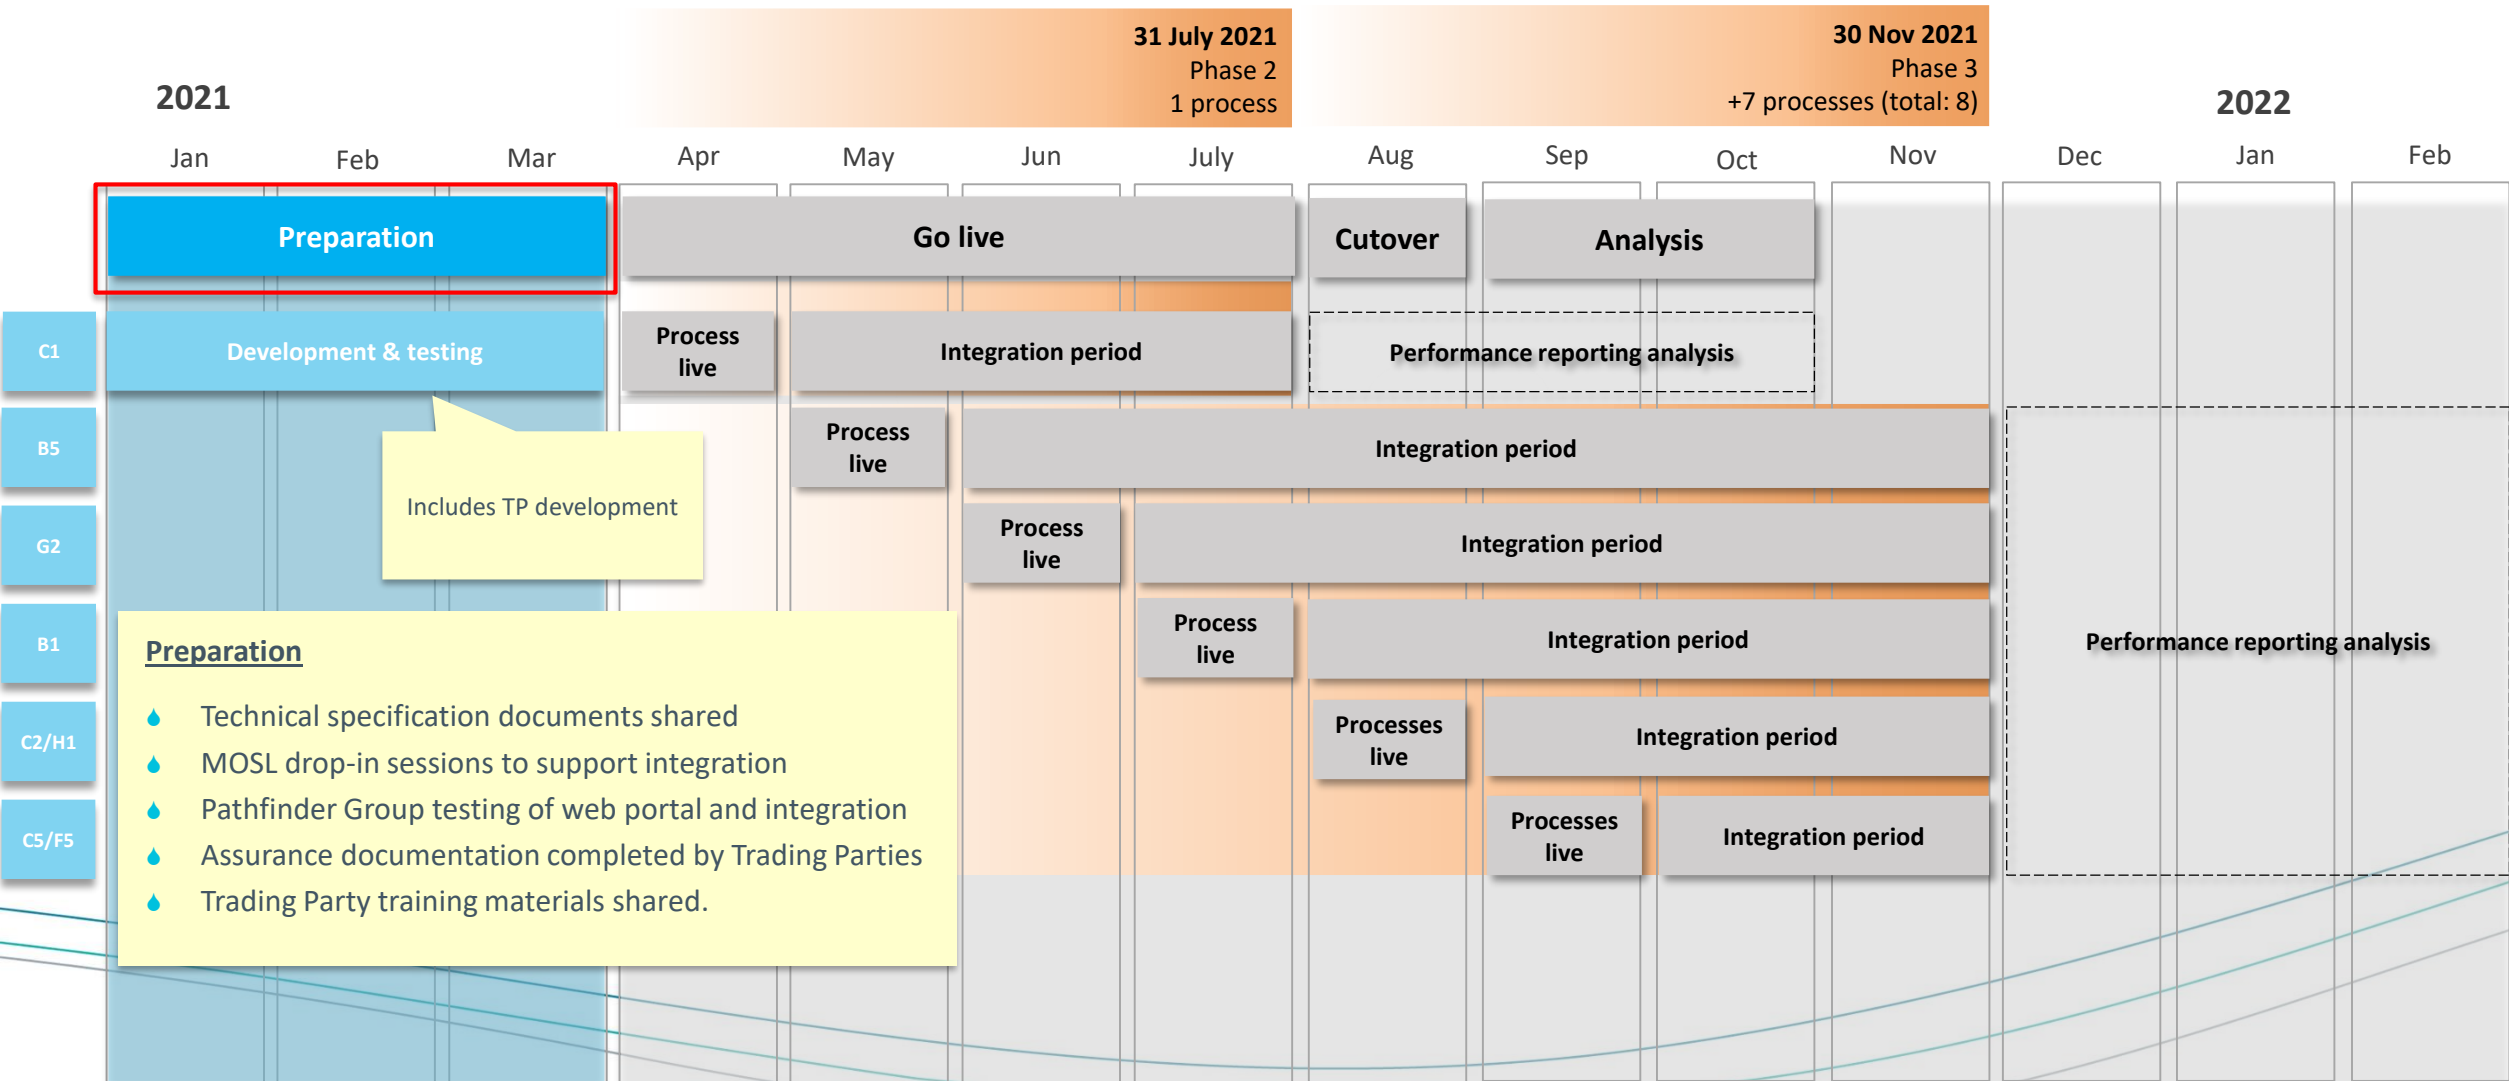 31 July 2021
Phase 2
1 process
30 Nov 2021
Phase 3
+7 processes (total: 8)
2021
2022
Jan
Feb
Mar
Apr
May
Jun
July
Aug
Sep
Oct
Nov
Dec
Jan
Feb
Preparation
Go live
Cutover
Analysis
C1
Development & testing
Process
live
Integration period
Performance reporting analysis
B5
Process
live
Integration period
Includes TP development
G2
Process
live
Integration period
B1
Process
live
Integration period
Performance reporting analysis
C2/H1
Processes
live
Integration period
C5/F5
Processes
live
Integration period
Preparation
Technical specification documents shared
MOSL drop-in sessions to support integration
Pathfinder Group testing of web portal and integration
Assurance documentation completed by Trading Parties
Trading Party training materials shared.